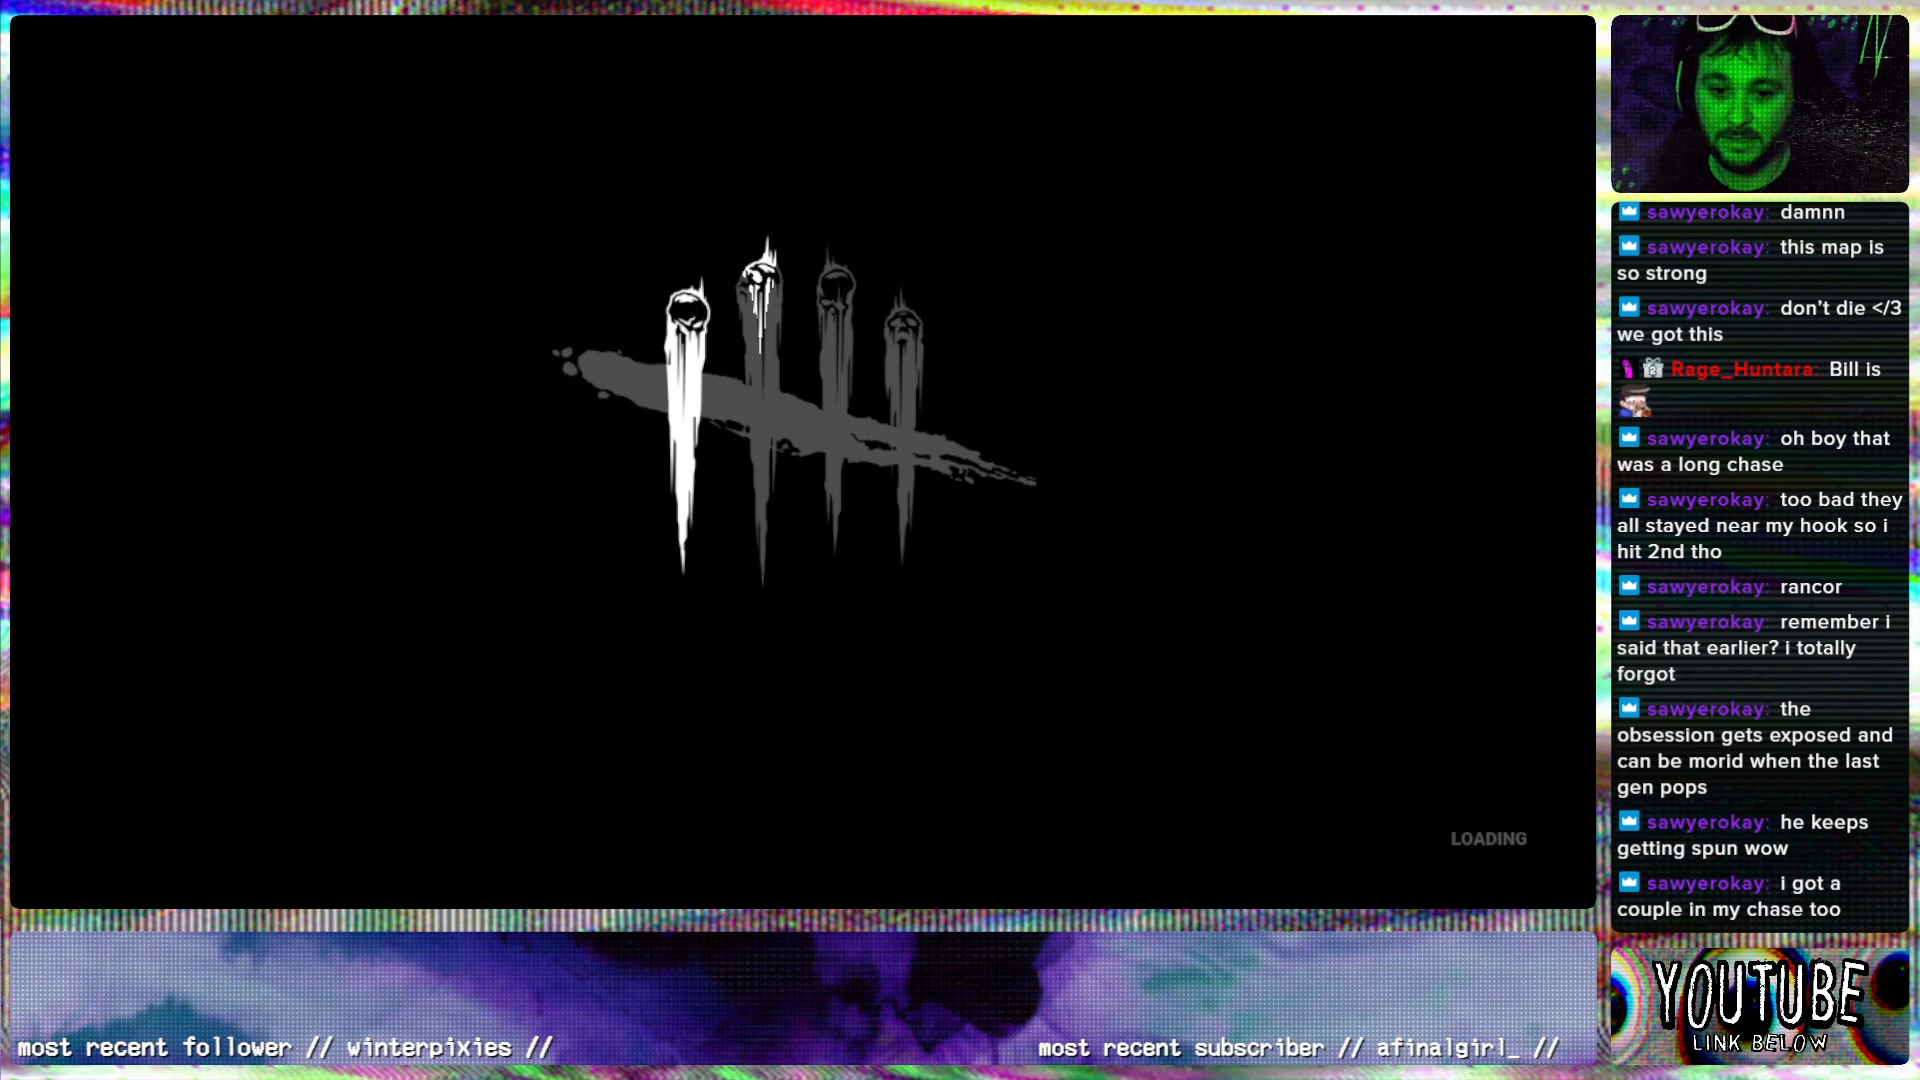 LOADING
sawyerokay: damnn
sawyerokay: this map is
so strong
sawyerokay: don't die </3
we got this
2 Rage_Huntara: Bill is
sawyerokay: oh boy that
was a long chase
sawyerokay: too bad they
all stayed near my hook so i
hit 2nd tho
sawyerokay: rancor
sawyerokay: remember i
said that earlier? i totally
forgot
sawyerokay: the
obsession gets exposed and
can be morid when the last
gen pops
sawyerokay: he keeps
getting spun wow
sawyerokay: i got a
couple in my chase too
most recent follower // winterpixies //
most recent subscriber // afinalgirl_ //
YOUTUBE
LINK BELOW